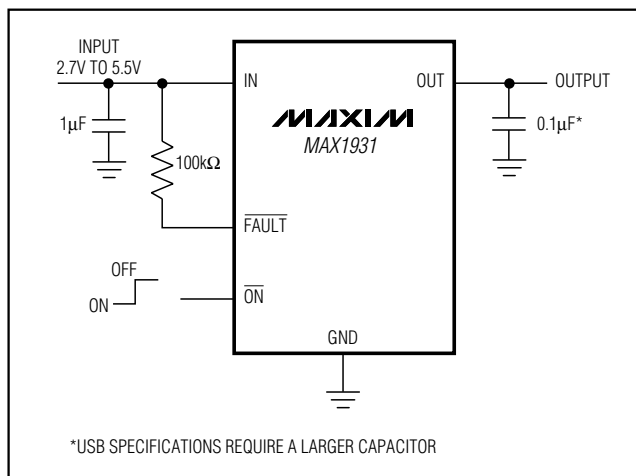 INPUT
2.7V TO 5.5V
IN
OUT
OUTPUT
1μF
MAXIM
MAX1931
0.1μF*
100kΩ
FAULT
OFF
ON
ON
GND
*USB SPECIFICATIONS REQUIRE A LARGER CAPACITOR